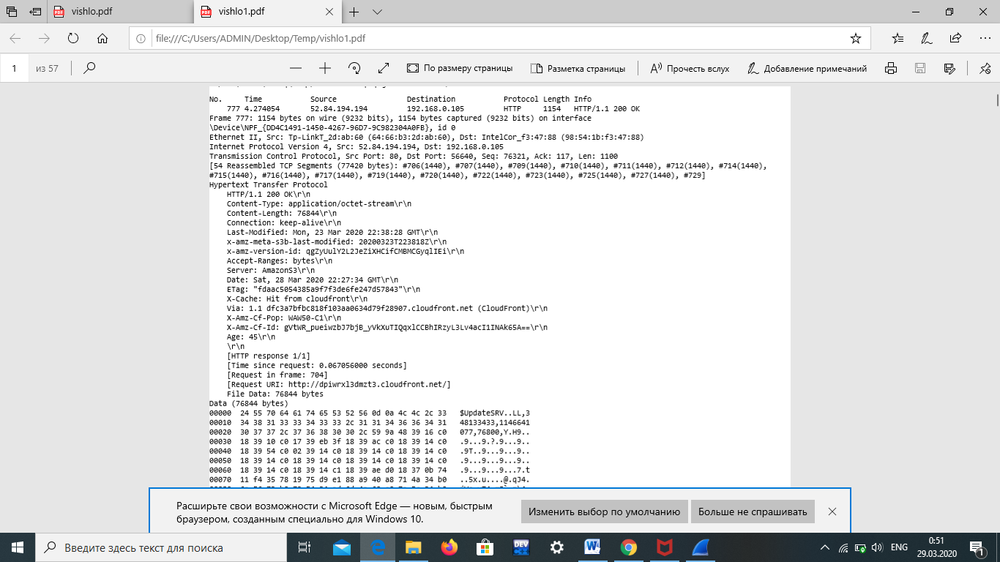 vishlo.pdf
vishlo1.pdf
file:///C:/Users/ADMIN/Desktop/Temp/vishlo1.pdf
1 из 57 По размеру страницы Разметка страницы Прочесть вслух Добавление примечаний
No. Time Source Destination Protocol Length Info
777 4.274054 52.84.194.194 192.168.0.105 HTTP 1154 HTTP/1.1 200 OK
Frame 777: 1154 bytes on wire (9232 bits), 1154 bytes captured (9232 bits) on interface
\Device\NPF_{DD4C1491-1450-4267-96D7-9C982304A0FB}, id 0
Ethernet II, Src: Tp-LinkT_2d:ab:60 (64:66:b3:2d:ab:60), Dst: IntelCor_f3:47:88 (98:54:1b:f3:47:88)
Internet Protocol Version 4, Src: 52.84.194.194, Dst: 192.168.0.105
Transmission Control Protocol, Src Port: 80, Dst Port: 56640, Seq: 76321, Ack: 117, Len: 1100
[54 Reassembled TCP Segments (77420 bytes): #706(1440), #707(1440), #709(1440), #710(1440), #711(1440), #712(1440), #714(1440),
#715(1440), #716(1440), #717(1440), #719(1440), #720(1440), #722(1440), #723(1440), #725(1440), #727(1440), #729]
Hypertext Transfer Protocol
HTTP/1.1 200 OK\r\n
Content-Type: application/octet-stream\r\n
Content-Length: 76844\r\n
Connection: keep-alive\r\n
Last-Modified: Mon, 23 Mar 2020 22:38:28 GMT\r\n
x-amz-meta-s3b-last-modified: 20200323T223818Z\r\n
x-amz-version-id: qgZyUulY2L2JeZiXHCifCMBMCGyqlIEi\r\n
Accept-Ranges: bytes\r\n
Server: AmazonS3\r\n
Date: Sat, 28 Mar 2020 22:27:34 GMT\r\n
ETag: "fdaac5054385a9f7f3de6fe247d57843"\r\n
X-Cache: Hit from cloudfront\r\n
Via: 1.1 dfc3a7bfbc818f103aa0634d79f28907.cloudfront.net (CloudFront)\r\n
X-Amz-Cf-Pop: WAW50-C1\r\n
X-Amz-Cf-Id: gVtWR_pueiwzbJ7bjB_yVkXuTIQqxlCCBhIRzyL3Lv4acI1INAk65A==\r\n
Age: 45\r\n
\r\n
[HTTP response 1/1]
[Time since request: 0.067056000 seconds]
[Request in frame: 704]
[Request URI: http://dpiwrxl3dmzt3.cloudfront.net/]
File Data: 76844 bytes
Data (76844 bytes)
00000 24 55 70 64 61 74 65 53 52 56 0d 0a 4c 4c 2c 33 $UpdateSRV..LL,3
00010 34 38 31 33 33 34 33 33 2c 31 31 34 36 36 34 31 48133433,1146641
00020 30 37 37 2c 37 36 38 30 30 2c 59 9a 48 39 16 c0 077,76800,Y.H9..
00030 18 39 10 c0 17 39 eb 3f 18 39 ac c0 18 39 14 c0 .9...9.?.9...9..
00040 18 39 54 c0 02 39 14 c0 18 39 14 c0 18 39 14 c0 .9T..9...9...9..
00050 18 39 14 c0 18 39 14 c0 18 39 14 c0 18 39 14 c0 .9...9...9...9..
00060 18 39 14 c0 18 39 14 c1 18 39 ae d0 18 37 0b 74 .9...9...9...7.t
00070 11 f4 35 78 19 75 d9 e1 88 a9 40 a8 71 4a 34 b0 ..5x.u....@.qJ4.
Расширьте свои возможности с Microsoft Edge — новым, быстрым
браузером, созданным специально для Windows 10.
Изменить выбор по умолчанию
Больше не спрашивать
Введите здесь текст для поиска
DEV
ENG
0:51
29.03.2020
1